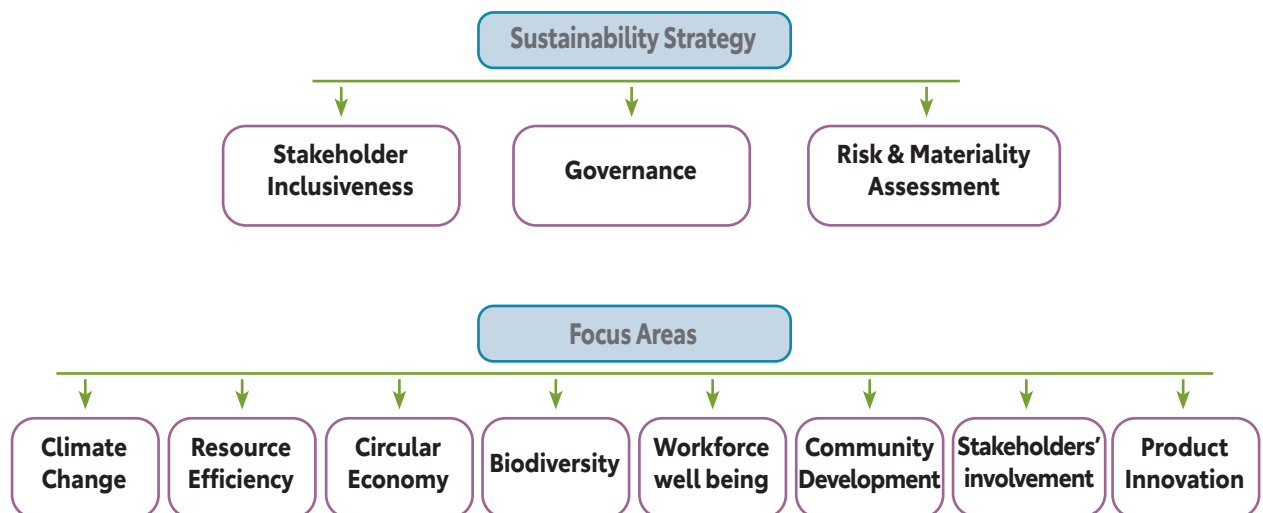 Sustainability Strategy
Stakeholder
Inclusiveness
Governance
Risk & Materiality
Assessment
Focus Areas
Climate
Change
Resource
Efficiency
Circular
Economy
Biodiversity
Workforce
well being
Community
Development
Stakeholders’
involvement
Product
Innovation